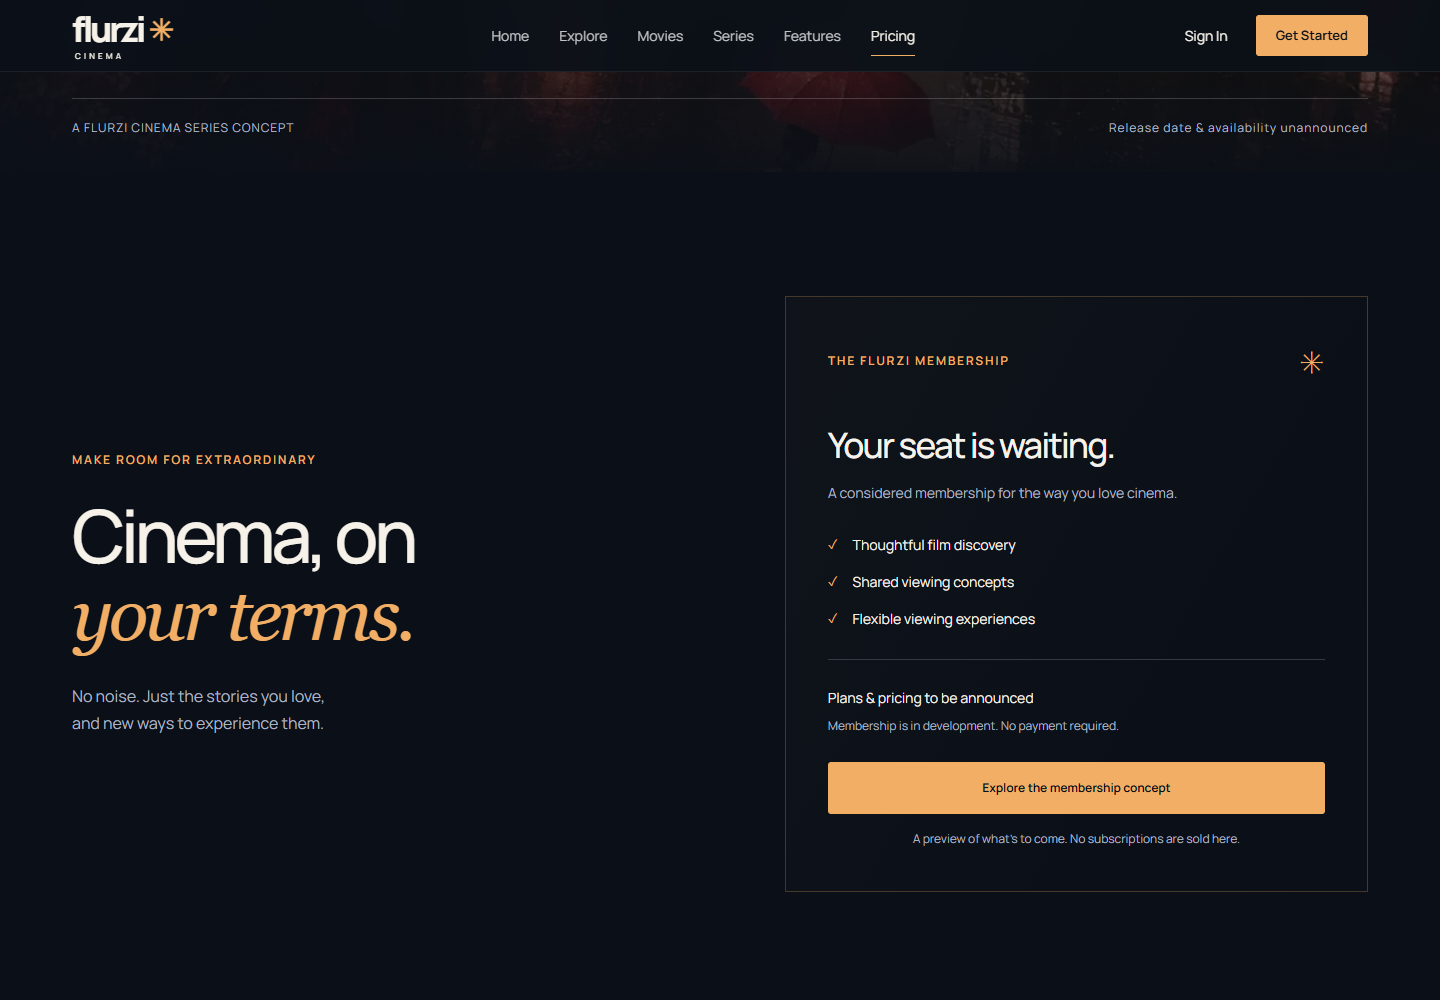 flurzi
CINEMA
Home
Explore
Movies
Series
Features
Pricing
Sign In
Get Started
A FLURZI CINEMA SERIES CONCEPT
Release date & availability unannounced
MAKE ROOM FOR EXTRAORDINARY
Cinema, on
your terms.
No noise. Just the stories you love,
and new ways to experience them.
THE FLURZI MEMBERSHIP
Your seat is waiting.
A considered membership for the way you love cinema.
✓ Thoughtful film discovery
✓ Shared viewing concepts
✓ Flexible viewing experiences
Plans & pricing to be announced
Membership is in development. No payment required.
Explore the membership concept
A preview of what's to come. No subscriptions are sold here.